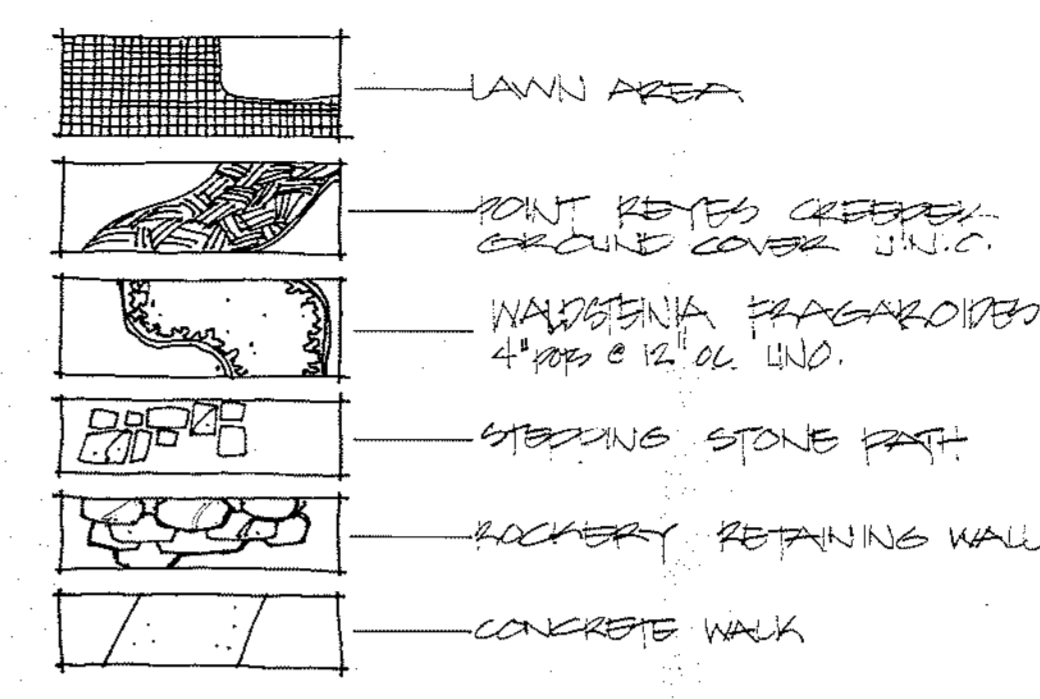 LAWN AREA
POINT REYES CREEPER
GROUND COVER U.N.O.
WALDSTEINIA FRAGAROIDES
4" POTS @ 12" O.C. U.N.O.
STEPPING STONE PATH
ROCKERY RETAINING WALL
CONCRETE WALK